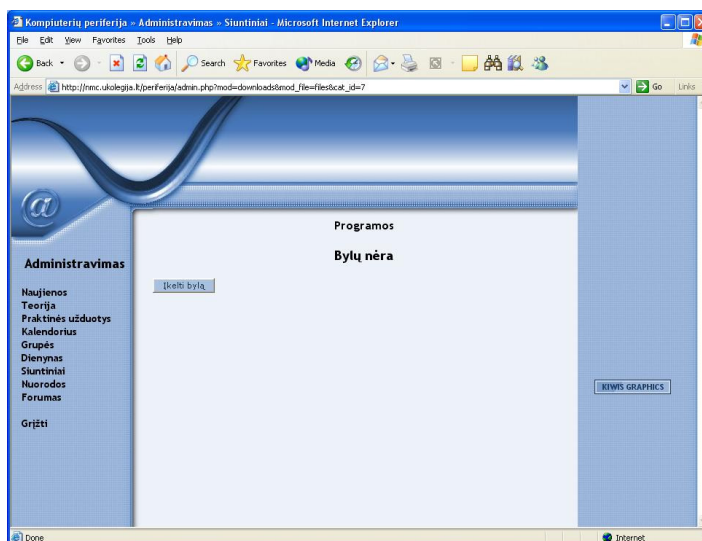 Kompiuterių periferija » Administravimas » Siuntiniai - Microsoft Internet Explorer
File Edit View Favorites Tools Help
Back Search Favorites Media
Address http://nmc.ukolegija.lt/periferija/admin.php?mod=downloads&mod_file=files&cat_id=7 Go Links
@
Programos
Bylų nėra
Įkelti bylą
Administravimas
Naujienos
Teorija
Praktinės užduotys
Kalendorius
Grupės
Dienynas
Siuntiniai
Nuorodos
Forumas
Grįžti
KIWIS GRAPHICS
Done Internet